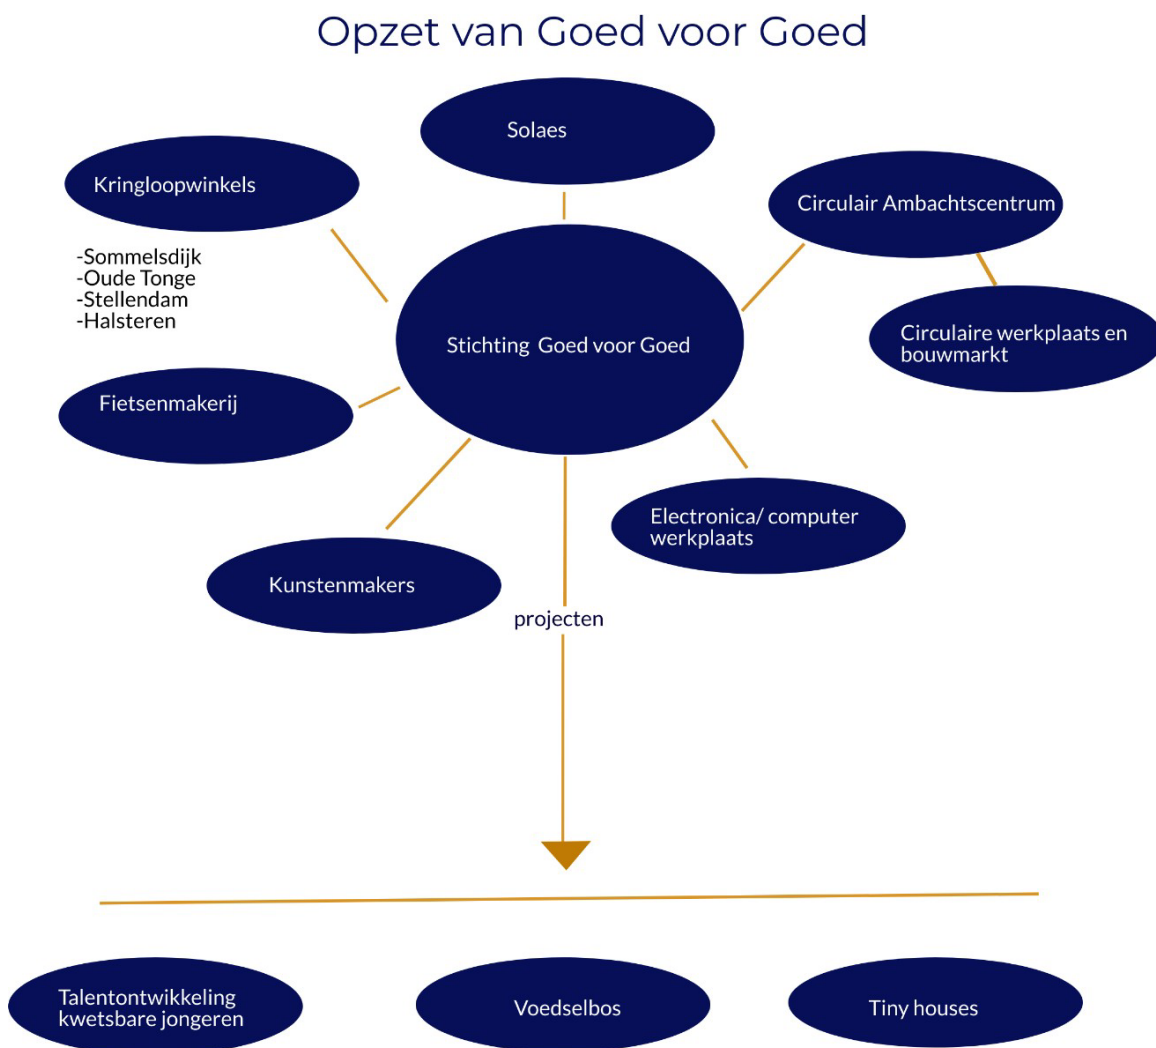 Opzet van Goed voor Goed
Solaes
Kringloopwinkels
-Sommelsdijk
-Oude Tonge
-Stellendam
-Halsteren
Circulair Ambachtscentrum
Circulaire werkplaats en
bouwmarkt
Stichting Goed voor Goed
Fietsenmakerij
Electronica/ computer
werkplaats
Kunstenmakers
projecten
Talentontwikkeling
kwetsbare jongeren
Voedselbos
Tiny houses